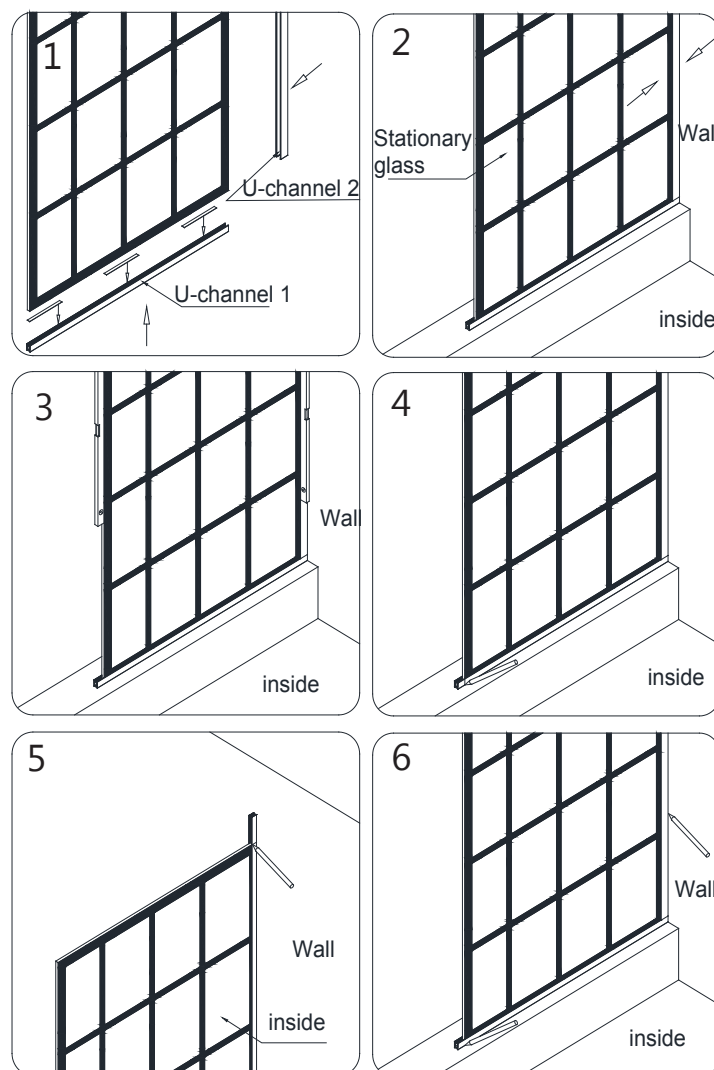 1
U-channel 2
U-channel 1
2
Stationary
glass
Wall
inside
3
Wall
inside
4
inside
5
Wall
inside
6
Wall
inside